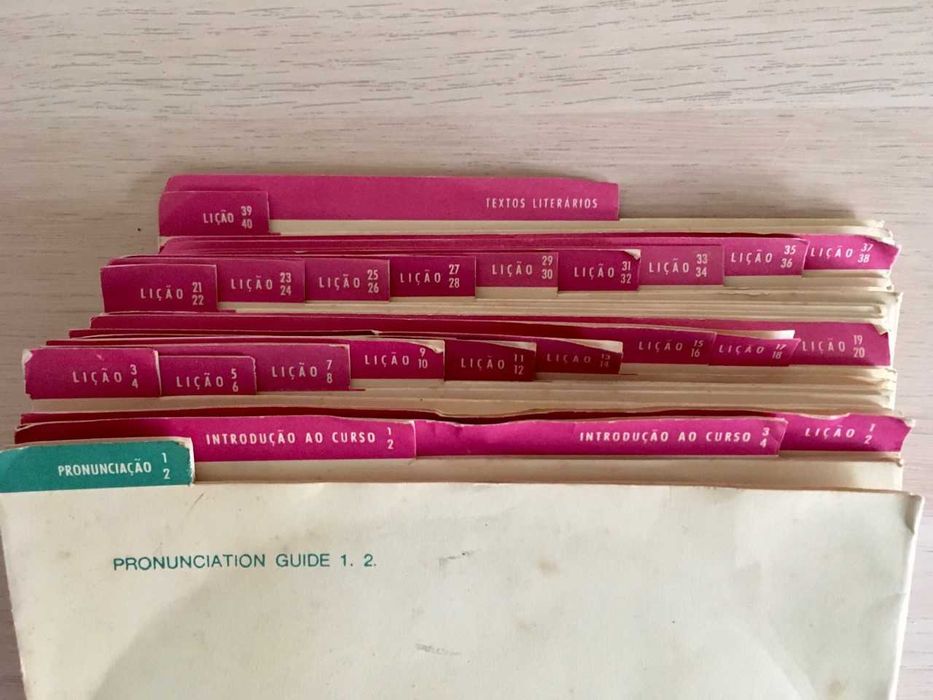 TEXTOS LITERÁRIOS
LIÇÃO 39 40
LIÇÃO 37 38
LIÇÃO 35 36
LIÇÃO 33 34
LIÇÃO 31 32
LIÇÃO 29 30
LIÇÃO 27 28
LIÇÃO 25 26
LIÇÃO 23 24
LIÇÃO 21 22
LIÇÃO 19 20
LIÇÃO 17 18
LIÇÃO 15 16
LIÇÃO 13 14
LIÇÃO 11 12
LIÇÃO 9 10
LIÇÃO 7 8
LIÇÃO 5 6
LIÇÃO 3 4
LIÇÃO 1 2
INTRODUÇÃO AO CURSO 3 4
INTRODUÇÃO AO CURSO 1 2
PRONUNCIAÇÃO 1 2
PRONUNCIATION GUIDE 1. 2.